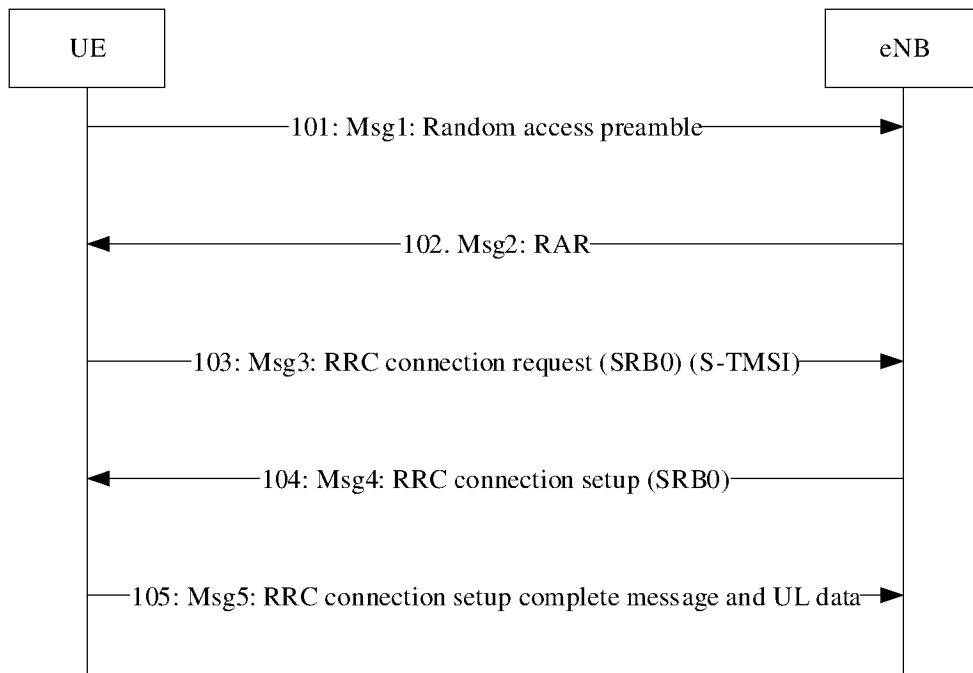 UE
eNB
101: Msg1: Random access preamble
102. Msg2: RAR
103: Msg3: RRC connection request (SRB0) (S-TMSI)
104: Msg4: RRC connection setup (SRB0)
105: Msg5: RRC connection setup complete message and UL data